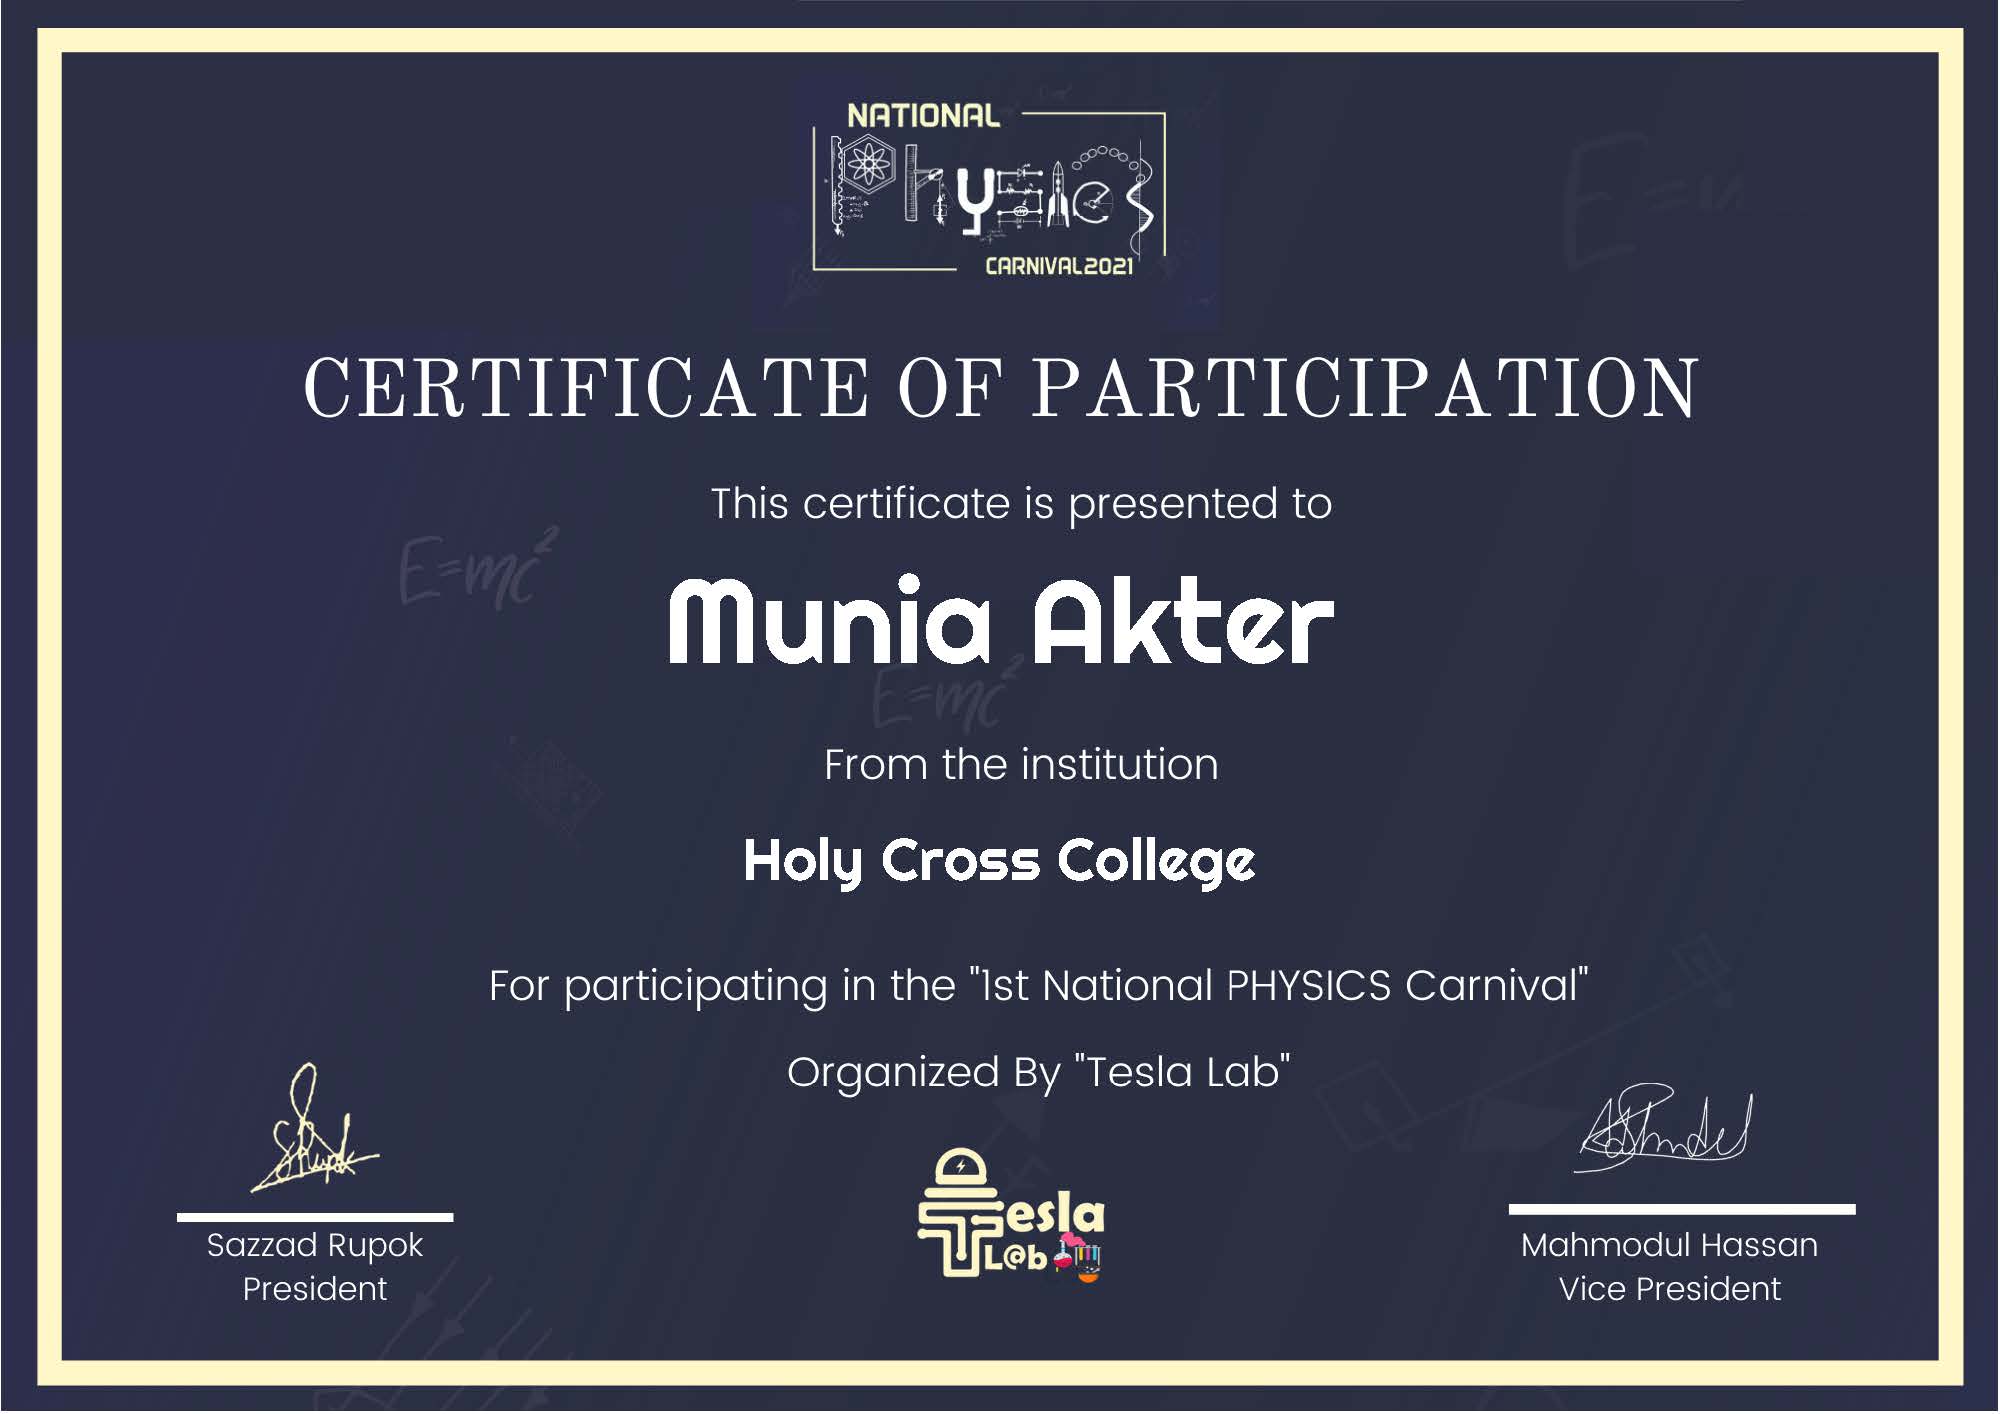 NATIONAL
Physics
CARNIVAL2021
CERTIFICATE OF PARTICIPATION
This certificate is presented to
E=mc²
Munia Akter
E=mc²
From the institution
Holy Cross College
For participating in the "1st National PHYSICS Carnival"
Organized By "Tesla Lab"
Tesla
L@b
Sazzad Rupok
President
Mahmodul Hassan
Vice President